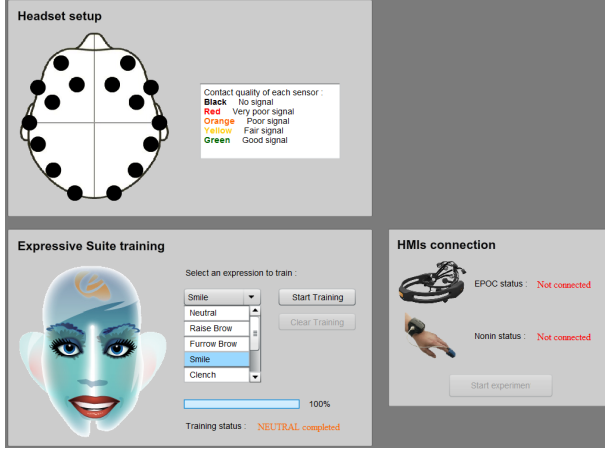 Headset setup
Contact quality of each sensor :
Black No signal
Red Very poor signal
Orange Poor signal
Yellow Fair signal
Green Good signal
Expressive Suite training
Select an expression to train :
Smile
Start Training
Neutral
Clear Training
Raise Brow
Furrow Brow
Smile
Clench
100%
Training status : NEUTRAL completed
HMIs connection
EPOC status : Not connected
Nonin status : Not connected
Start experimen